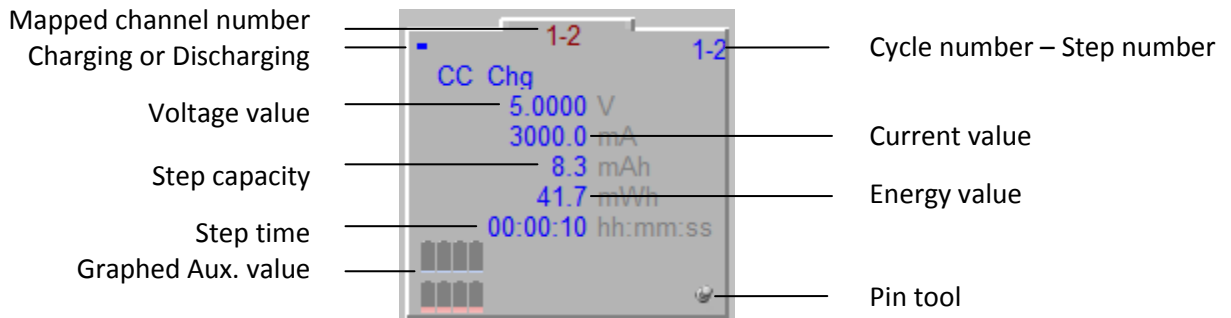 Mapped channel number
Charging or Discharging
Voltage value
Step capacity
Step time
Graphed Aux. value
1-2
1-2
CC Chg
5.0000 V
3000.0 mA
8.3 mAh
41.7 mWh
00:00:10 hh:mm:ss
Cycle number – Step number
Current value
Energy value
Pin tool